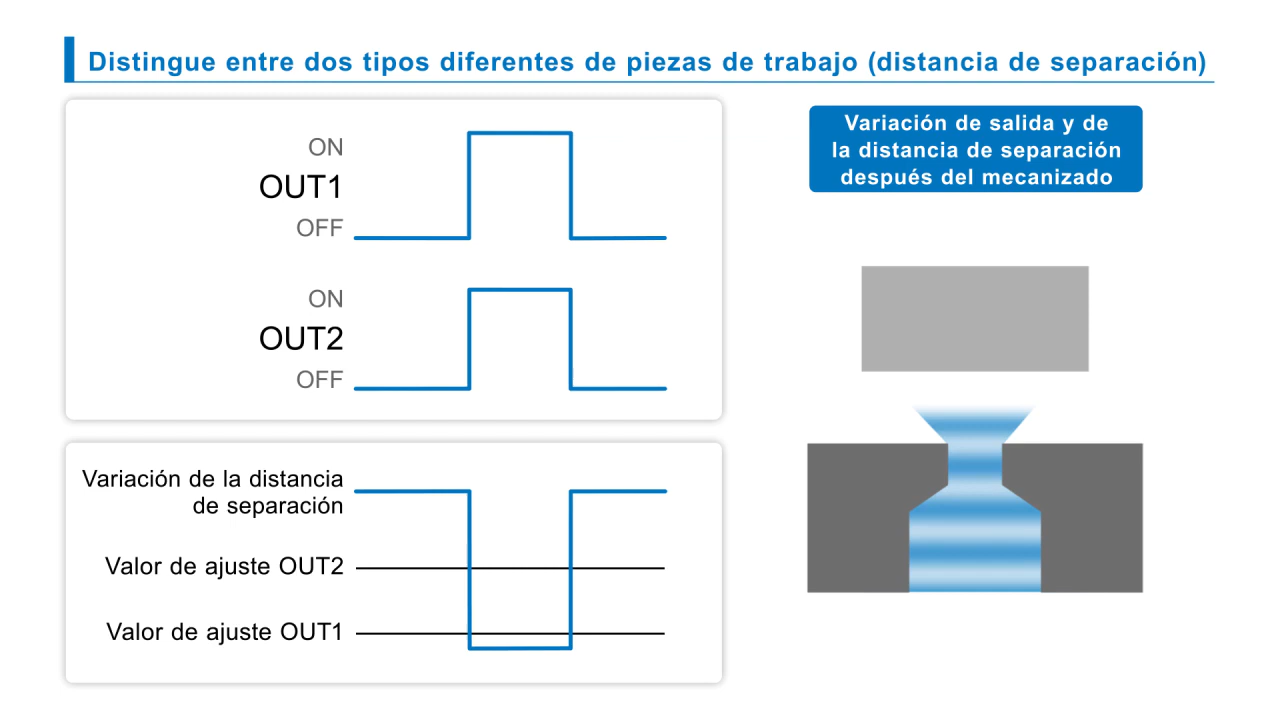 Distingue entre dos tipos diferentes de piezas de trabajo (distancia de separación)
ON
OUT1
OFF
ON
OUT2
OFF
Variación de la distancia
de separación
Valor de ajuste OUT2
Valor de ajuste OUT1
Variación de salida y de
la distancia de separación
después del mecanizado